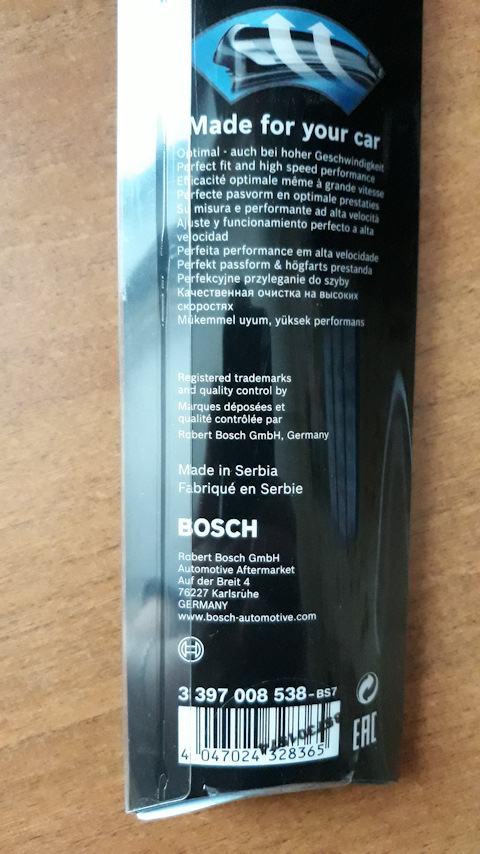 Made for your car
Optimal - auch bei hoher Geschwindigkeit
Perfect fit and high speed performance
Efficacité optimale même à grande vitesse
Perfecte pasvorm en optimale prestaties
Su misura e performante ad alta velocità
Ajuste y funcionamiento perfecto a alta
velocidad
Perfeita performance em alta velocidade
Perfekt passform & högfarts prestanda
Perfekcyjne przyleganie do szyby
Качественная очистка на высоких
скоростях
Mükemmel uyum, yüksek performans
Registered trademarks
and quality control by
Marques déposées et
qualité contrôlée par
Robert Bosch GmbH, Germany
Made in Serbia
Fabriqué en Serbie
BOSCH
Robert Bosch GmbH
Automotive Aftermarket
Auf der Breit 4
76227 Karlsruhe
GERMANY
www.bosch-automotive.com
3 397 008 538-BS7
4 047024 328365
EAC